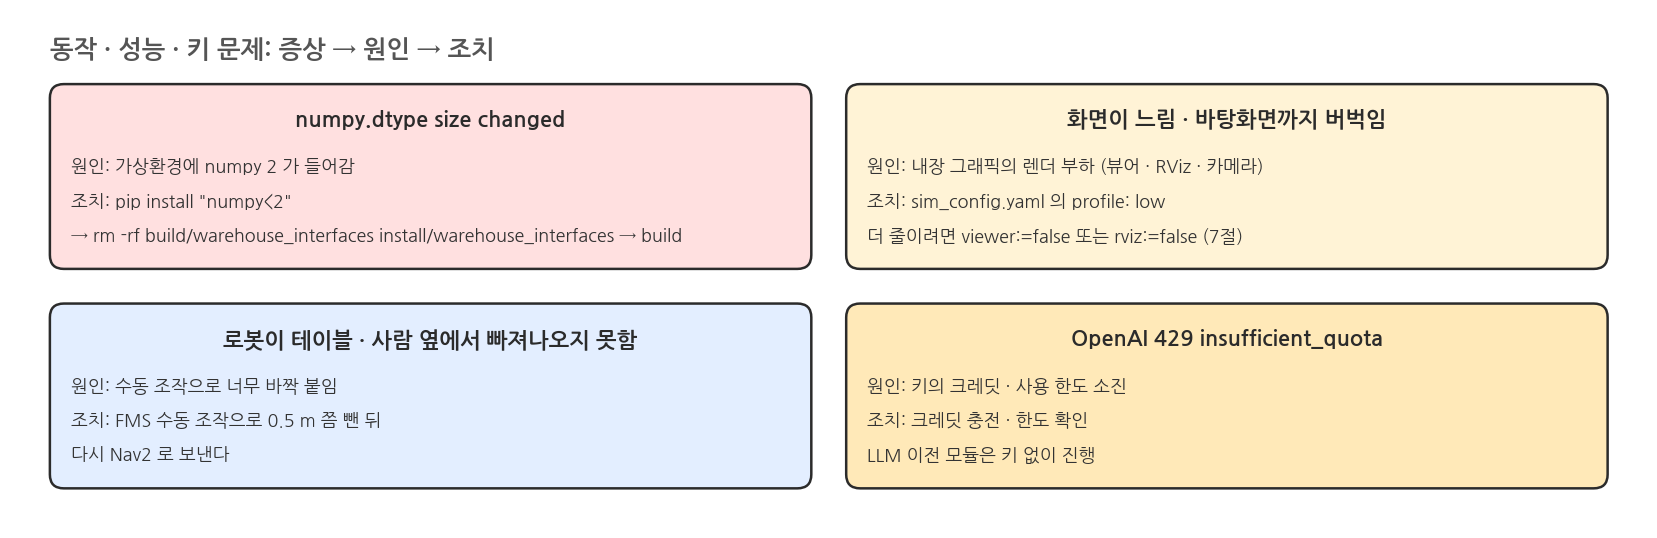 동작 · 성능 · 키 문제: 증상 → 원인 → 조치
numpy.dtype size changed
원인: 가상환경에 numpy 2 가 들어감
조치: pip install "numpy<2"
→ rm -rf build/warehouse_interfaces install/warehouse_interfaces → build
화면이 느림 · 바탕화면까지 버벅임
원인: 내장 그래픽의 렌더 부하 (뷰어 · RViz · 카메라)
조치: sim_config.yaml 의 profile: low
더 줄이려면 viewer:=false 또는 rviz:=false (7절)
로봇이 테이블 · 사람 옆에서 빠져나오지 못함
원인: 수동 조작으로 너무 바짝 붙임
조치: FMS 수동 조작으로 0.5 m 쯤 뺀 뒤
다시 Nav2 로 보낸다
OpenAI 429 insufficient_quota
원인: 키의 크레딧 · 사용 한도 소진
조치: 크레딧 충전 · 한도 확인
LLM 이전 모듈은 키 없이 진행